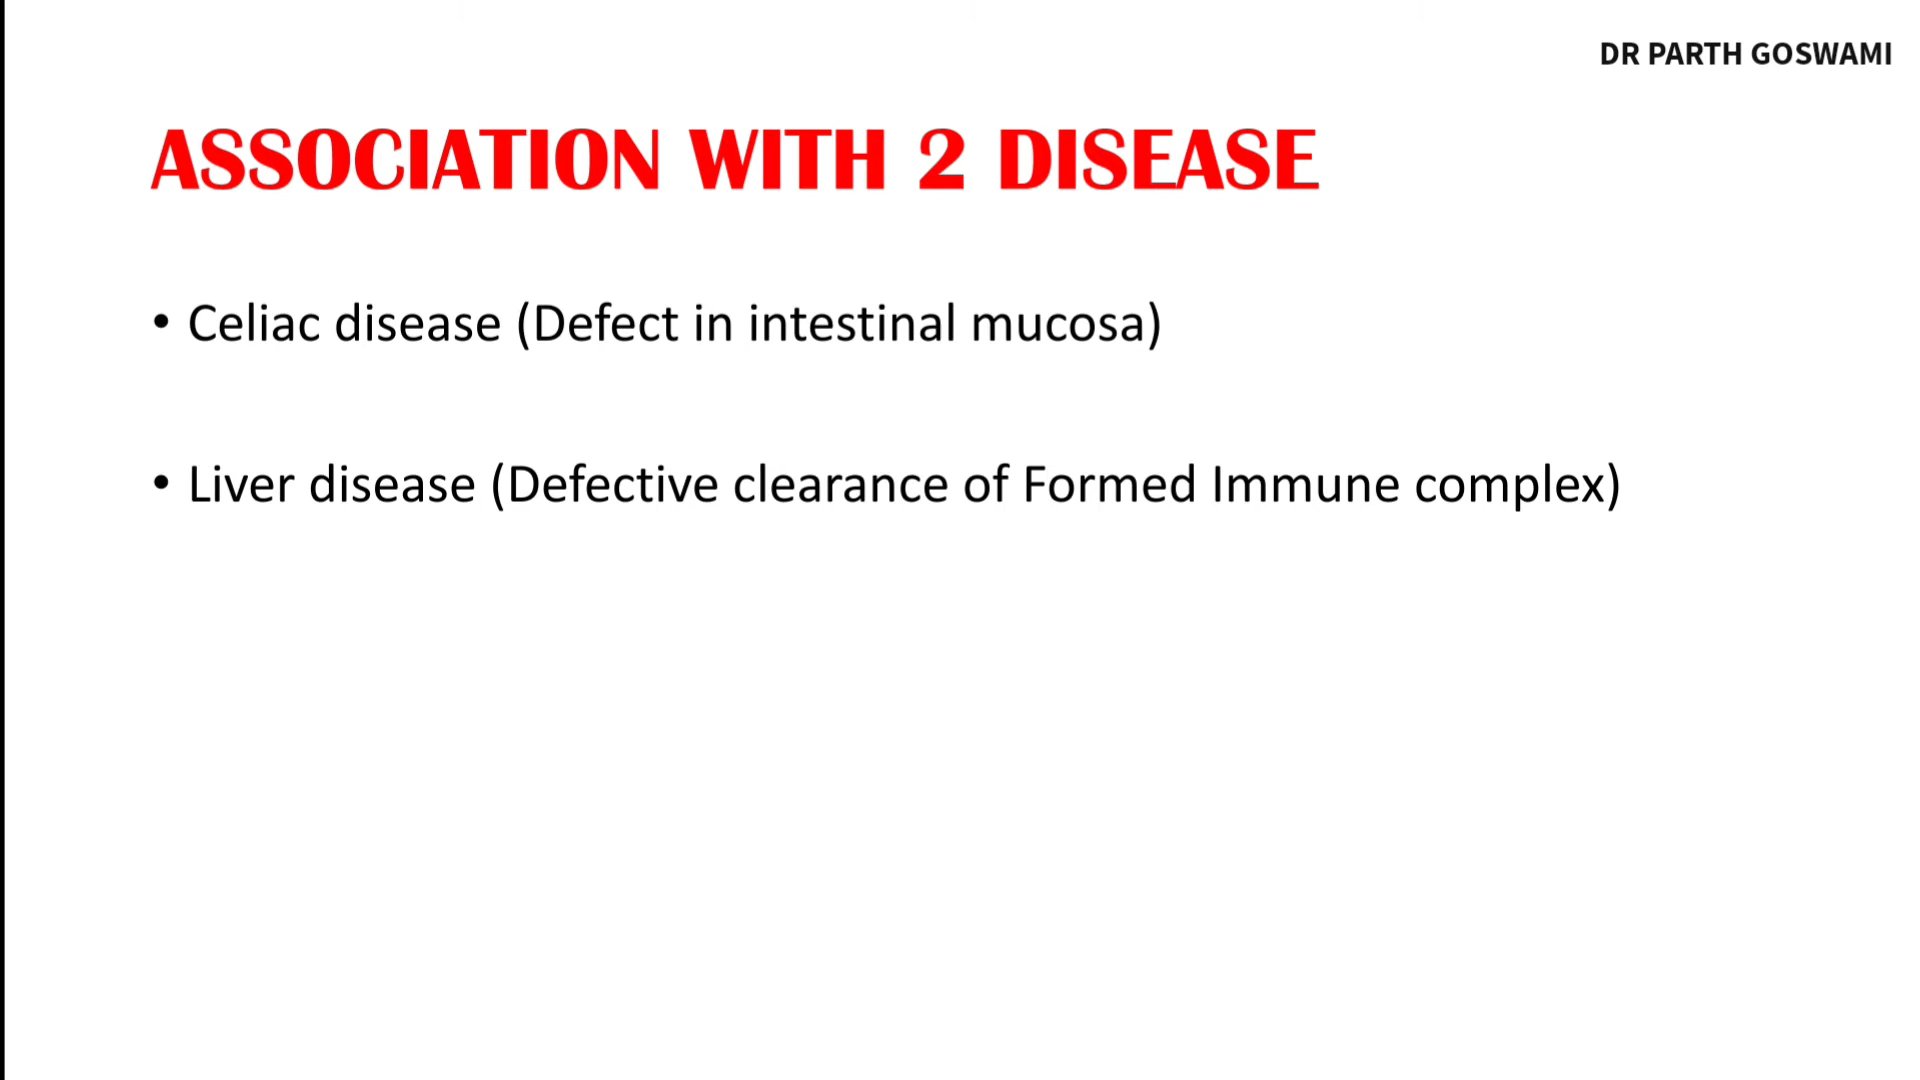 DR PARTH GOSWAMI
ASSOCIATION WITH 2 DISEASE
• Celiac disease (Defect in intestinal mucosa)
• Liver disease (Defective clearance of Formed Immune complex)